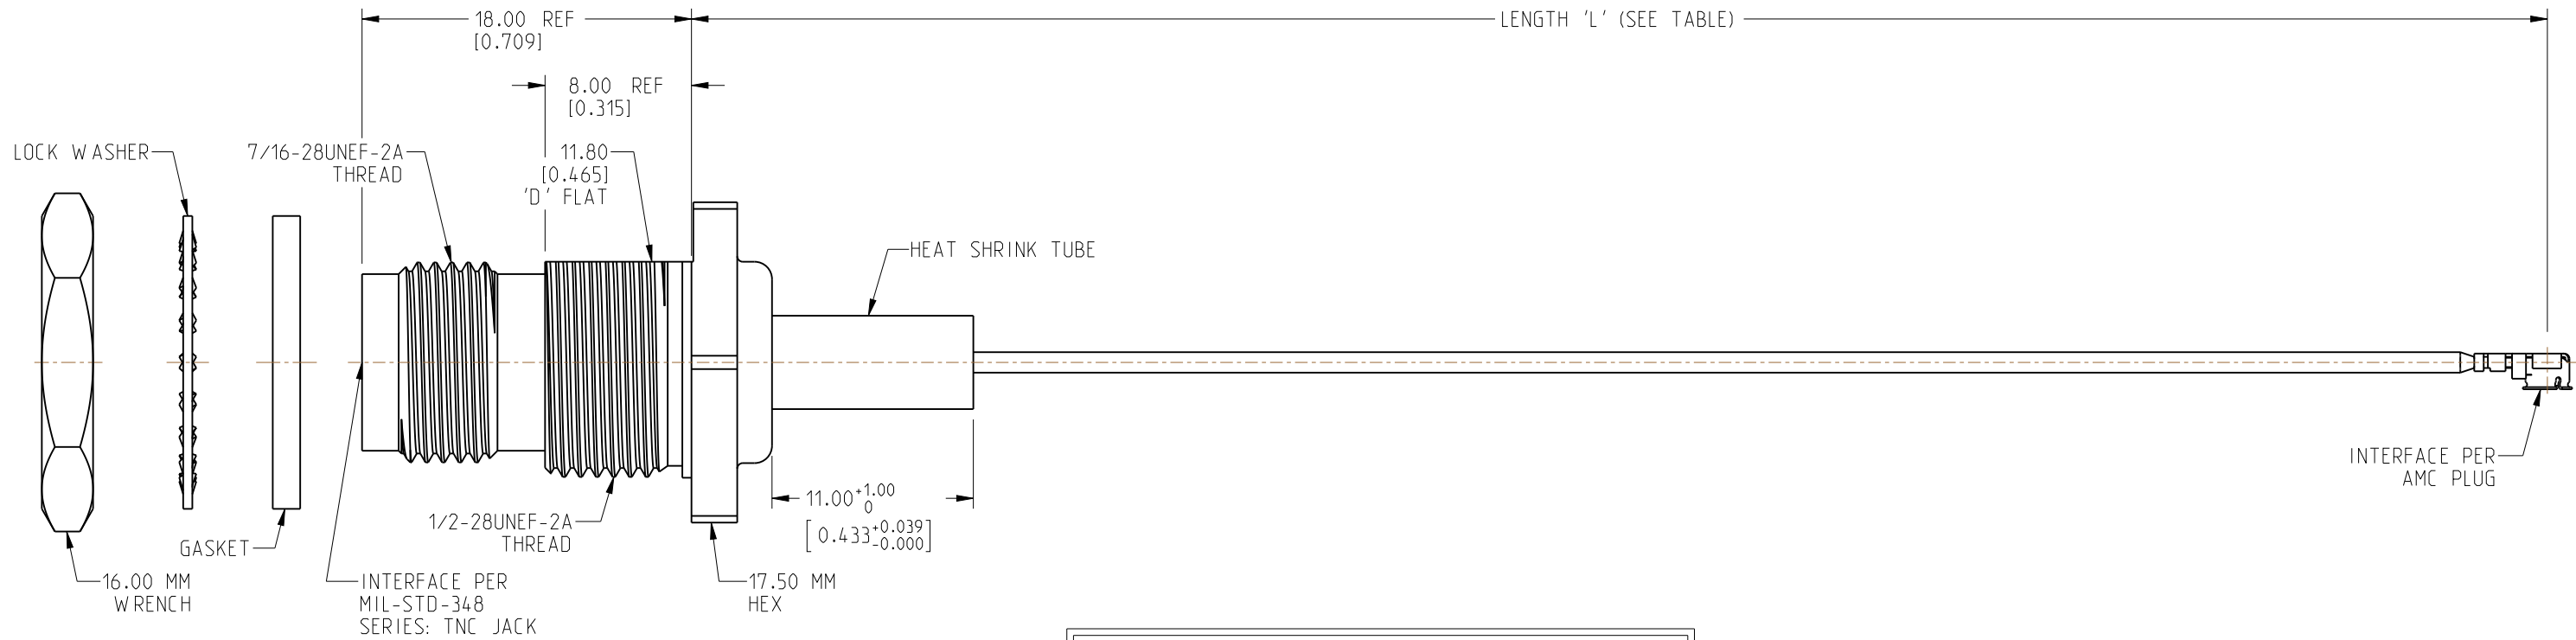 18.00 REF
[0.709]
LENGTH 'L' (SEE TABLE)
8.00 REF
[0.315]
LOCK WASHER
7/16-28UNEF-2A
THREAD
11.80
[0.465]
'D' FLAT
HEAT SHRINK TUBE
INTERFACE PER
AMC PLUG
11.00 +1.00
0
[0.433 +0.039
-0.000]
1/2-28UNEF-2A
THREAD
GASKET
16.00 MM
WRENCH
INTERFACE PER
MIL-STD-348
SERIES: TNC JACK
17.50 MM
HEX